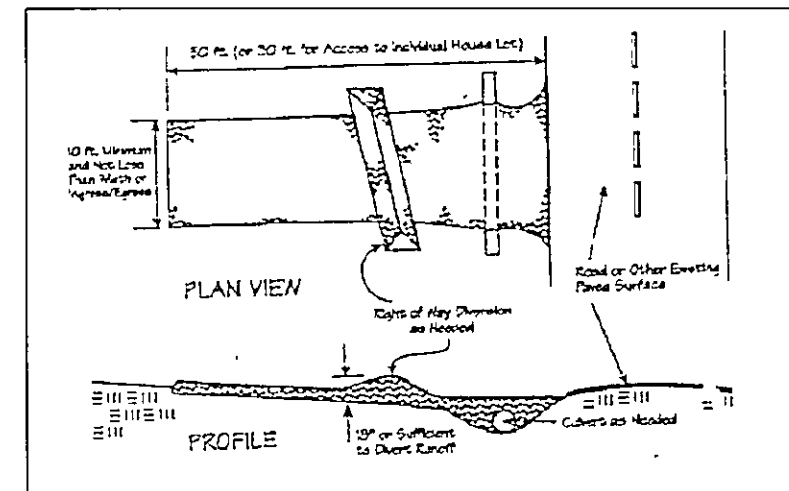 50 ft. (or 30 ft. for Access to Individual House Lot)
10 ft. Minimum
and Not Less
Than Width of
Ingress/Egress
PLAN VIEW
Road or Other Existing
Paved Surface
Right of Way Diversion
as Needed
PROFILE
18" or Sufficient
to Divert Runoff
Culvert as Needed